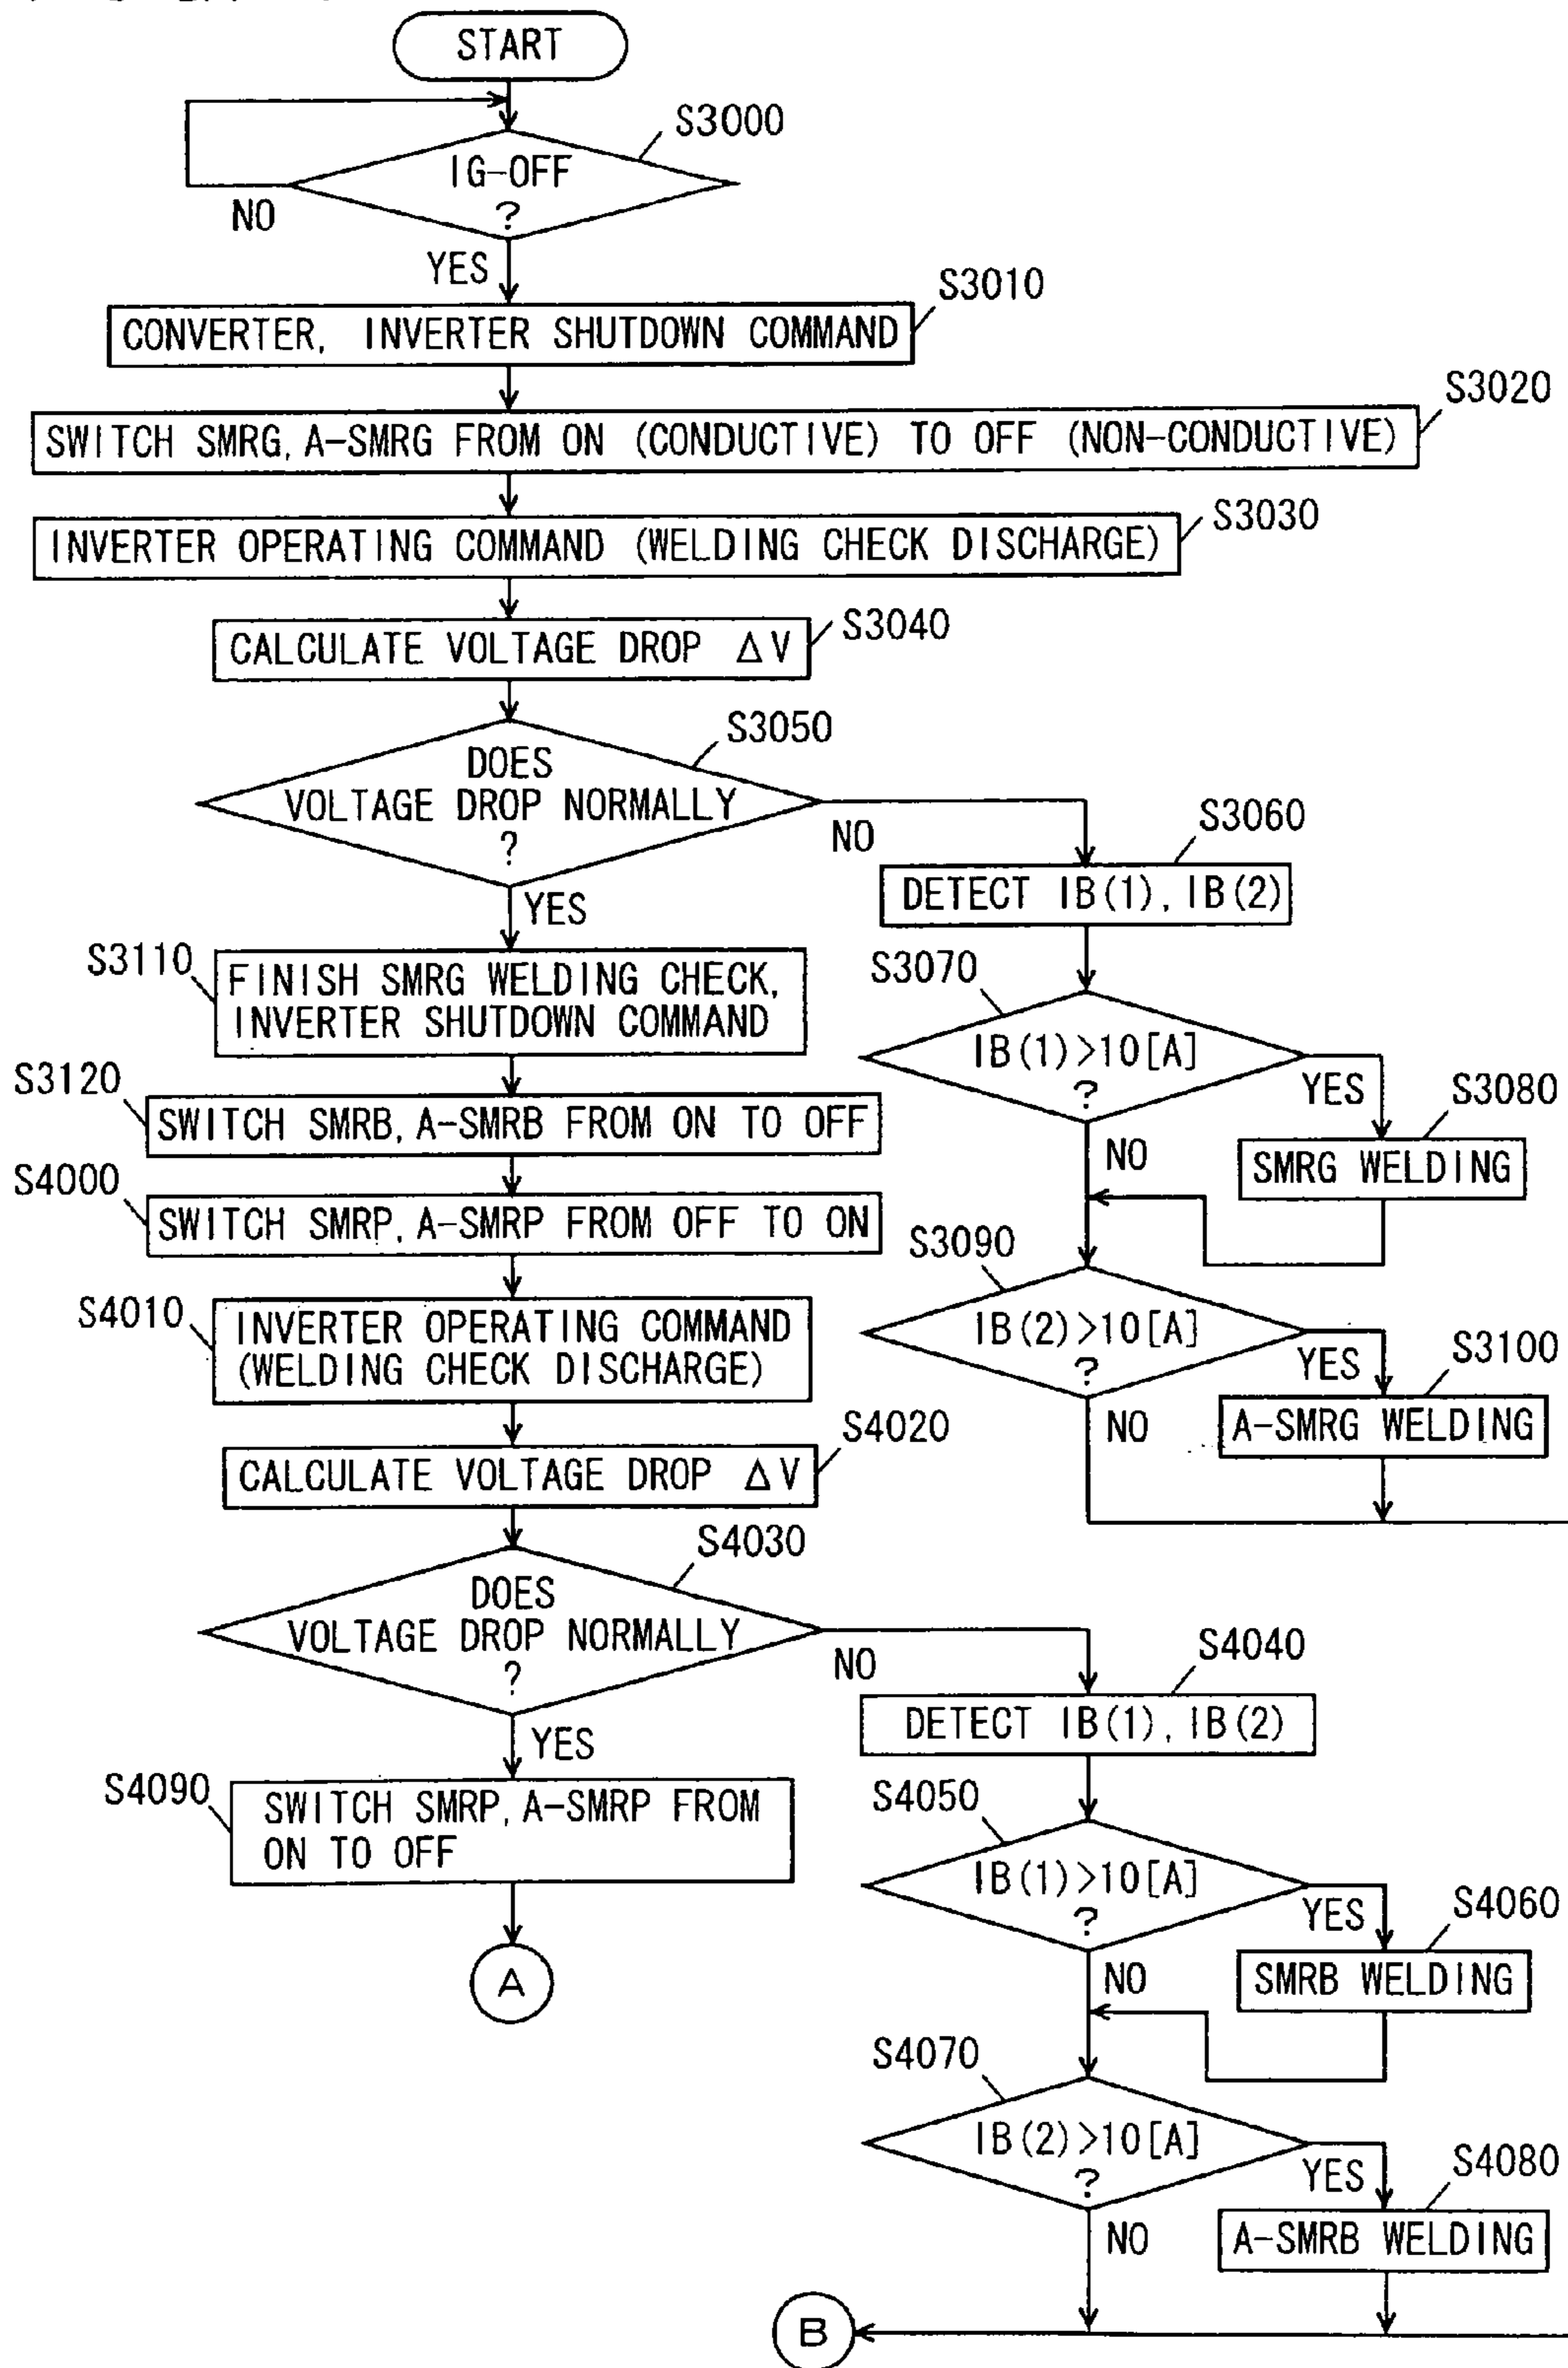 START
S3000
IG-OFF
?
NO
YES
S3010
CONVERTER, INVERTER SHUTDOWN COMMAND
S3020
SWITCH SMRG, A-SMRG FROM ON (CONDUCTIVE) TO OFF (NON-CONDUCTIVE)
S3030
INVERTER OPERATING COMMAND (WELDING CHECK DISCHARGE)
S3040
CALCULATE VOLTAGE DROP ΔV
S3050
DOES
VOLTAGE DROP NORMALLY
?
NO
YES
S3060
DETECT IB(1), IB(2)
S3070
IB(1)>10[A]
?
YES
NO
S3080
SMRG WELDING
S3090
IB(2)>10[A]
?
YES
NO
S3100
A-SMRG WELDING
S3110
FINISH SMRG WELDING CHECK,
INVERTER SHUTDOWN COMMAND
S3120
SWITCH SMRB, A-SMRB FROM ON TO OFF
S4000
SWITCH SMRP, A-SMRP FROM OFF TO ON
S4010
INVERTER OPERATING COMMAND
(WELDING CHECK DISCHARGE)
S4020
CALCULATE VOLTAGE DROP ΔV
S4030
DOES
VOLTAGE DROP NORMALLY
?
NO
YES
S4040
DETECT IB(1), IB(2)
S4050
IB(1)>10[A]
?
YES
NO
S4060
SMRB WELDING
S4070
IB(2)>10[A]
?
YES
NO
S4080
A-SMRB WELDING
S4090
SWITCH SMRP, A-SMRP FROM
ON TO OFF
A
B